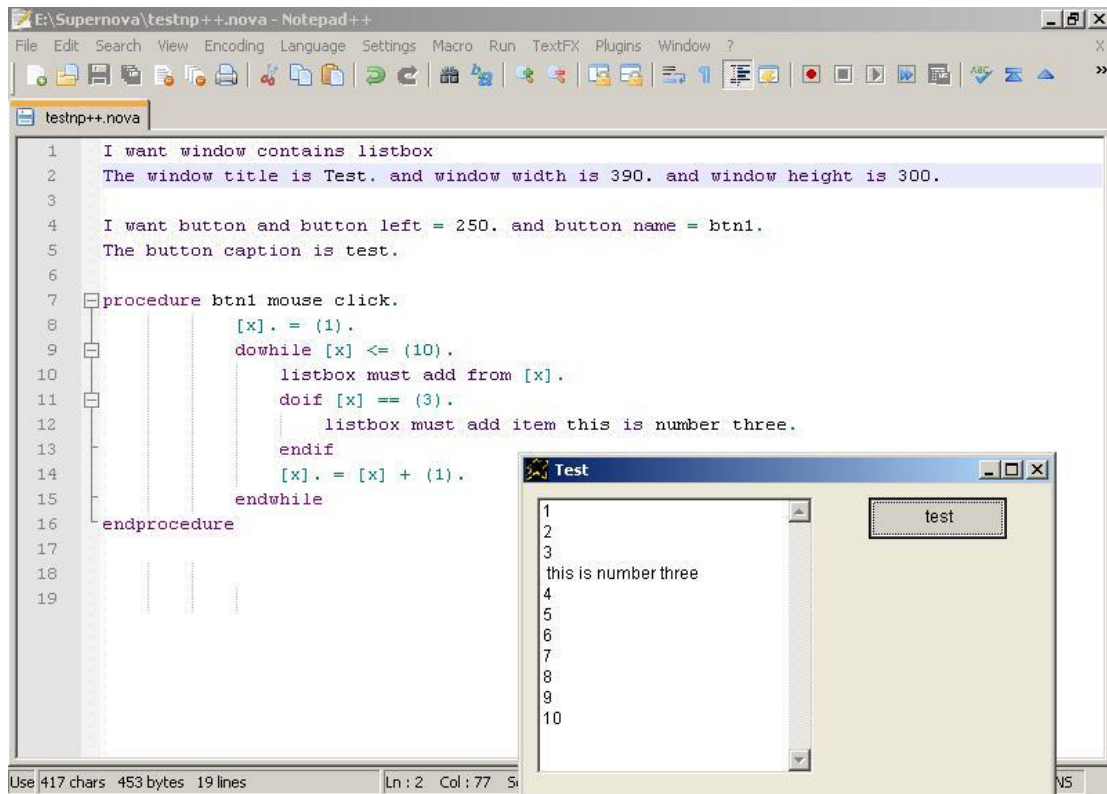 E:\Supernova\testnp++.nova - Notepad++
File Edit Search View Encoding Language Settings Macro Run TextFX Plugins Window ?
X
ABC
testnp++.nova
1 I want window contains listbox
2 The window title is Test. and window width is 390. and window height is 300.
3
4 I want button and button left = 250. and button name = btn1.
5 The button caption is test.
6
7 procedure btn1 mouse click.
8 [x]. = (1).
9 dowhile [x] <= (10).
10 listbox must add from [x].
11 doif [x] == (3).
12 listbox must add item this is number three.
13 endif
14 [x]. = [x] + (1).
15 endwhile
16 endprocedure
17
18
19
Test
test
1
2
3
this is number three
4
5
6
7
8
9
10
Use 417 chars 453 bytes 19 lines Ln : 2 Col : 77